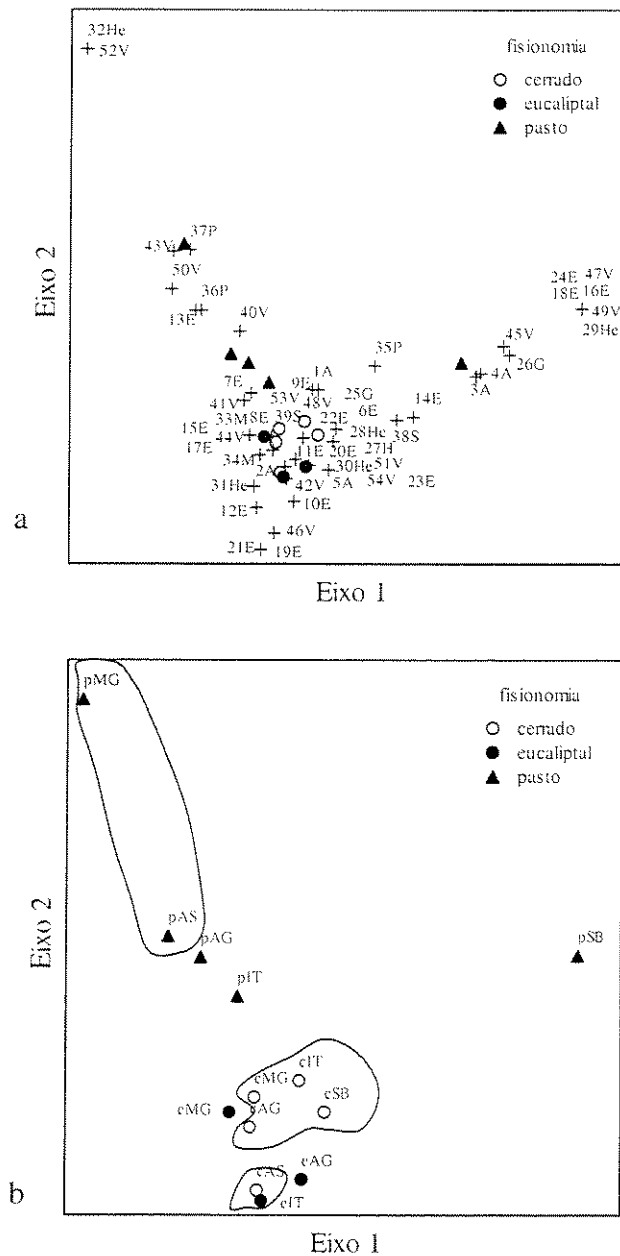 32He
52V
fisionomia
cerrado
eucaliptal
pasto
37P
43V
50V
36P
13E
40V
24E 47V
18E 16E
49V
29He
45V
26G
35P
4A
3A
7E
9E 1A
53V
25G
41V
48V
6E
14E
33M 8E 39S
22E
28He
38S
15E
44V
17E
11E 20E 27H
34M
2A
30He 51V
31He
42V
5A 54V 23E
12E
10E
46V
21E 19E
Eixo 2
a
Eixo 1
pMG
fisionomia
cerrado
eucaliptal
pasto
pAS
pAG
pSB
pIT
Eixo 2
cIT
cMG
cSB
eMG
cAG
eAG
cAS
eIT
b
Eixo 1